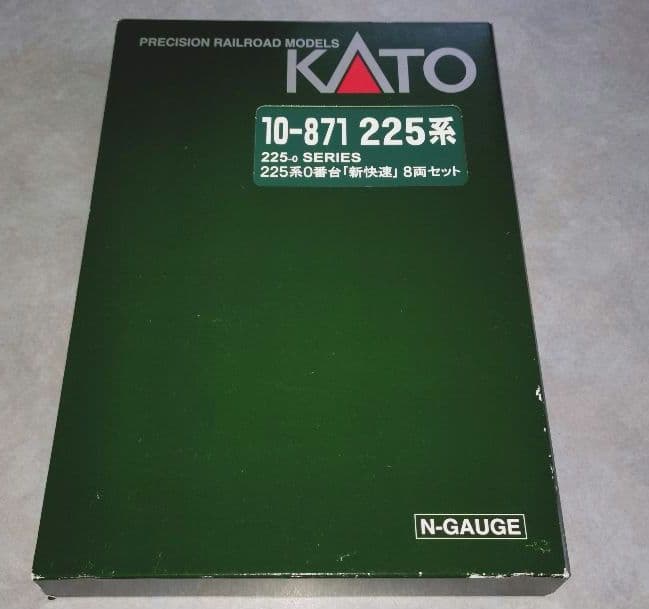 PRECISION RAILROAD MODELS
KATO
10-871 225系
225-0 SERIES
225系0番台「新快速」8両セット
N-GAUGE